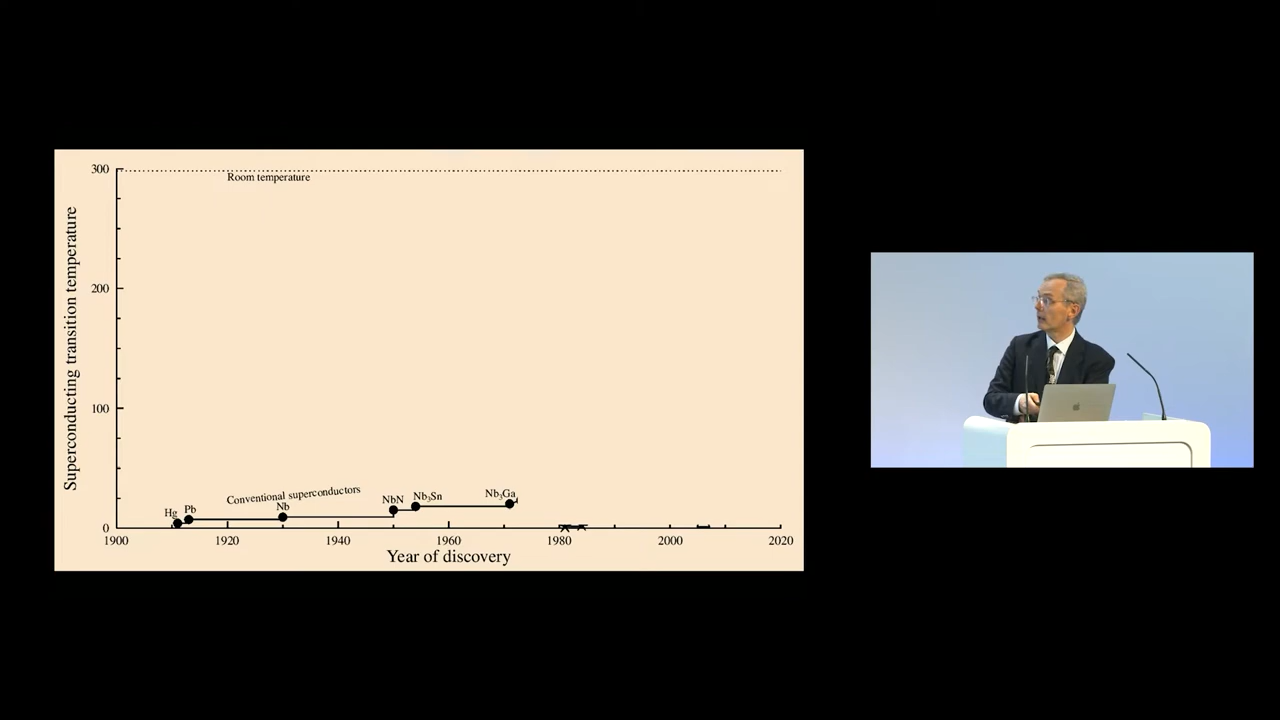 300
Room temperature
200
100
0
Superconducting transition temperature
Hg
Pb
Conventional superconductors
Nb
NbN
Nb₃Sn
Nb₃Ga
1900 1920 1940 1960 1980 2000 2020
Year of discovery